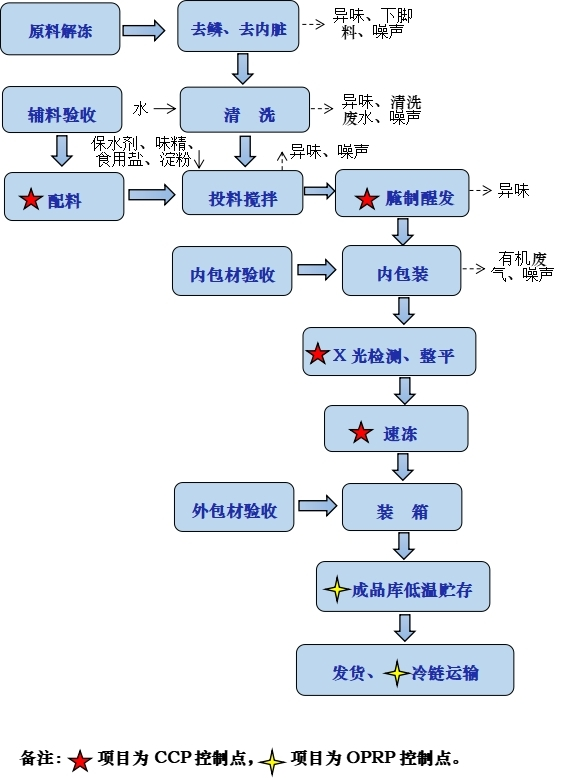 原料解冻
去鳞、去内脏
异味、下脚
料、噪声
辅料验收
水
清 洗
异味、清洗
废水、噪声
保水剂、味精、
食用盐、淀粉
异味、噪声
配料
投料搅拌
腌制醒发
异味
内包材验收
内包装
有机废
气、噪声
X 光检测、整平
速冻
外包材验收
装 箱
成品库低温贮存
发货、 冷链运输
备注： 项目为 CCP 控制点， 项目为 OPRP 控制点。